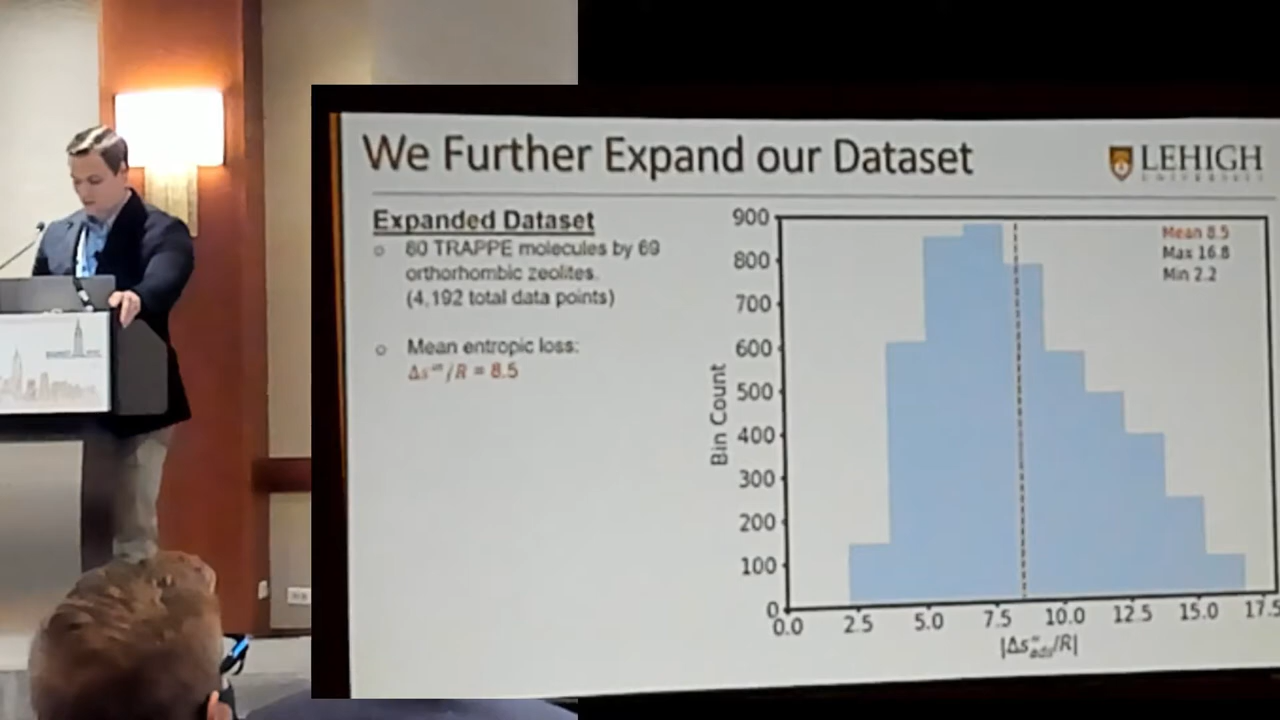 We Further Expand our Dataset
LEHIGH
UNIVERSITY
Expanded Dataset
80 TRAPPE molecules by 69
orthorhombic zeolites.
(4,192 total data points)
Mean entropic loss:
Δs∞/R = 8.5
Mean 8.5
Max 16.8
Min 2.2
900
800
700
600
500
400
300
200
100
0
Bin Count
0.0 2.5 5.0 7.5 10.0 12.5 15.0 17.5
|Δs∞ads/R|